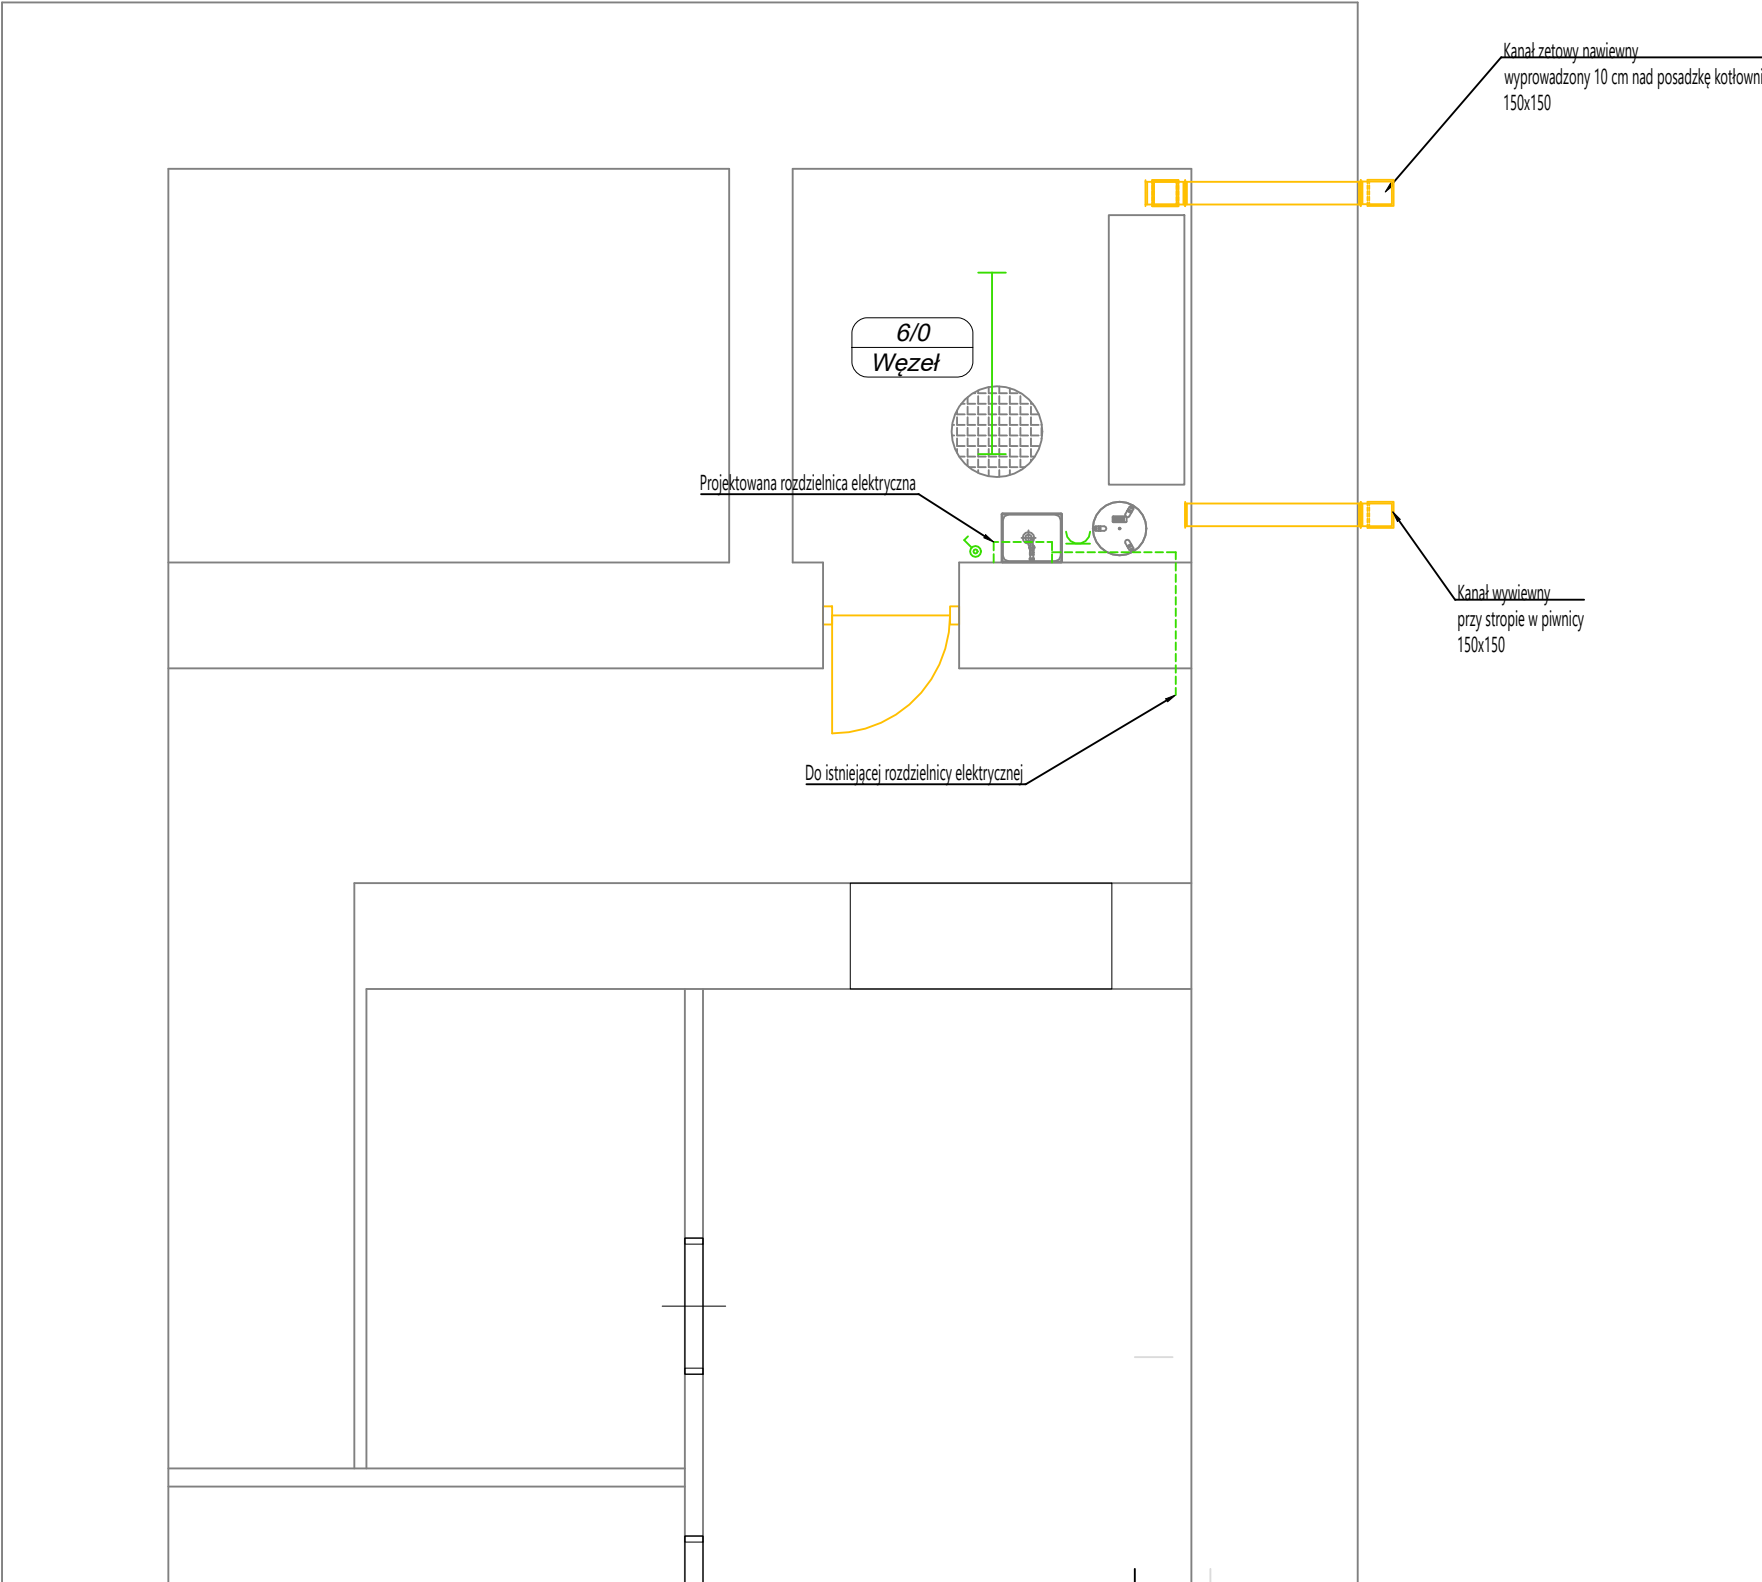 Kanał zetowy nawiewny
wyprowadzony 10 cm nad posadzkę kotłowni
150x150
6/0
Węzeł
Projektowana rozdzielnica elektryczna
Kanał wywiewny
przy stropie w piwnicy
150x150
Do istniejącej rozdzielnicy elektrycznej